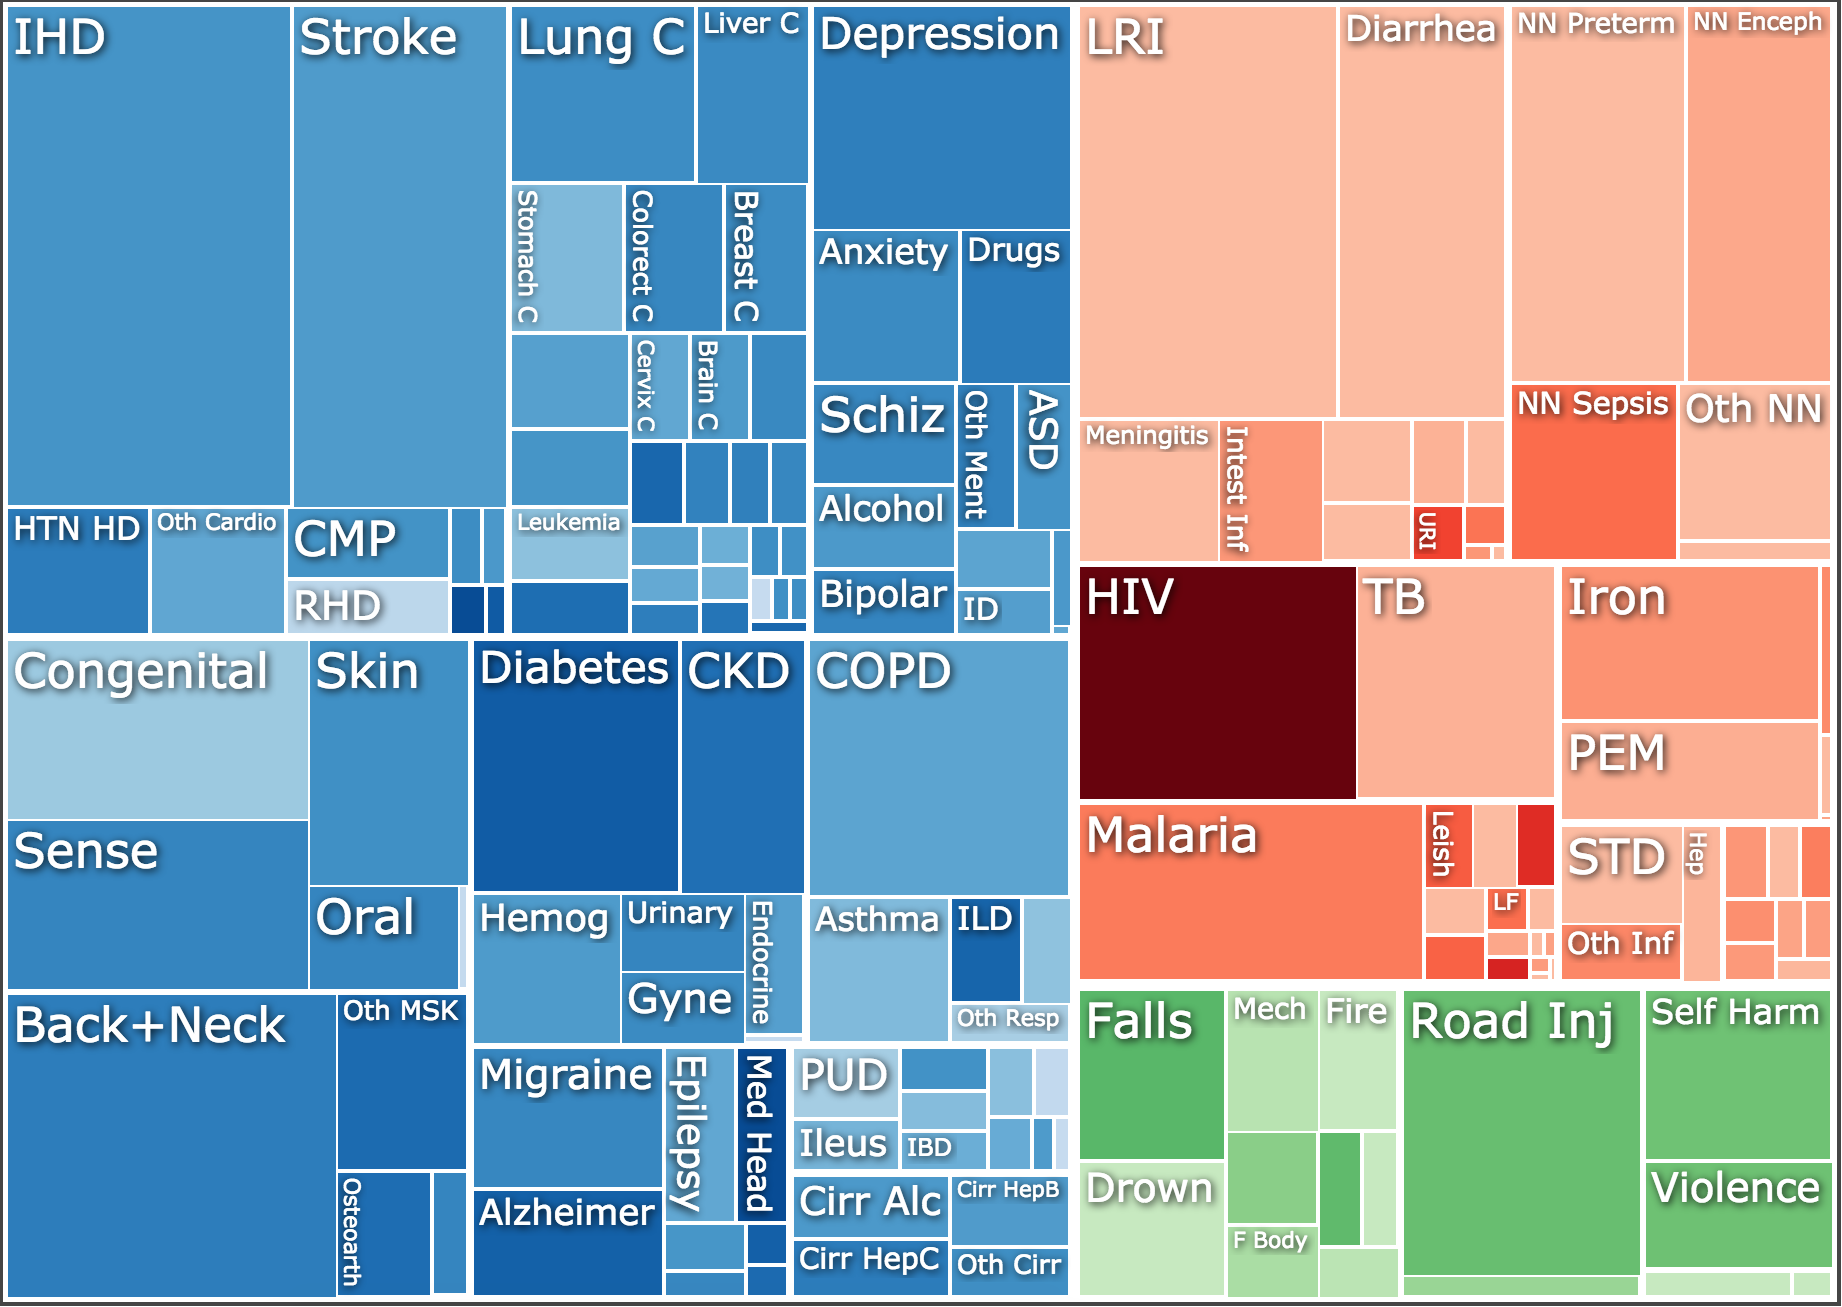 IHD
Stroke
HTN HD
Oth Cardio
CMP
RHD
Lung C
Liver C
Stomach C
Colorect C
Breast C
Cervix C
Brain C
Leukemia
Depression
Anxiety
Drugs
Schiz
Oth Ment
ASD
Alcohol
Bipolar
ID
LRI
Diarrhea
Meningitis
Intest Inf
URI
NN Preterm
NN Enceph
NN Sepsis
Oth NN
HIV
TB
Malaria
Leish
LF
Iron
PEM
STD
Hep
Oth Inf
Congenital
Skin
Sense
Oral
Diabetes
CKD
Hemog
Urinary
Gyne
Endocrine
COPD
Asthma
ILD
Oth Resp
Back+Neck
Oth MSK
Osteoarth
Migraine
Epilepsy
Med Head
Alzheimer
PUD
Ileus
IBD
Cirr Alc
Cirr HepB
Cirr HepC
Oth Cirr
Falls
Mech
Fire
Drown
F Body
Road Inj
Self Harm
Violence